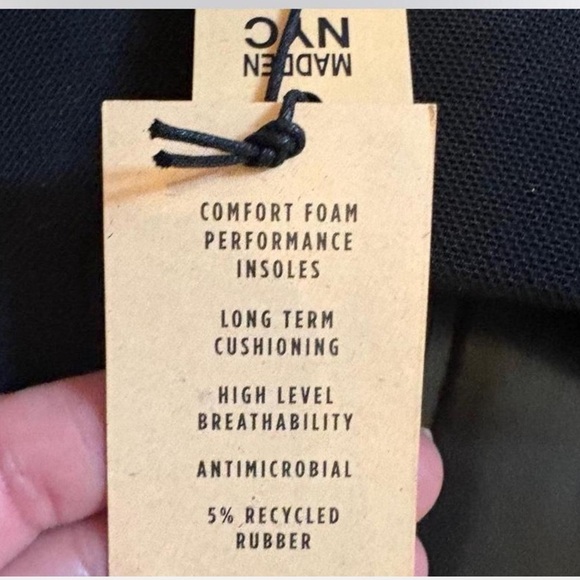 MADDEN
NYC
COMFORT FOAM
PERFORMANCE
INSOLES
LONG TERM
CUSHIONING
HIGH LEVEL
BREATHABILITY
ANTIMICROBIAL
5% RECYCLED
RUBBER